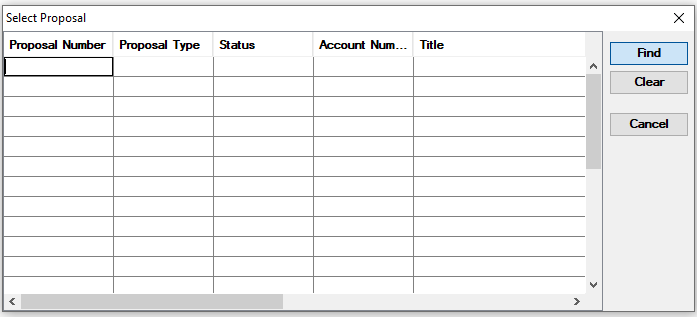 Select Proposal
Proposal Number Proposal Type Status Account Num... Title
Find
Clear
Cancel